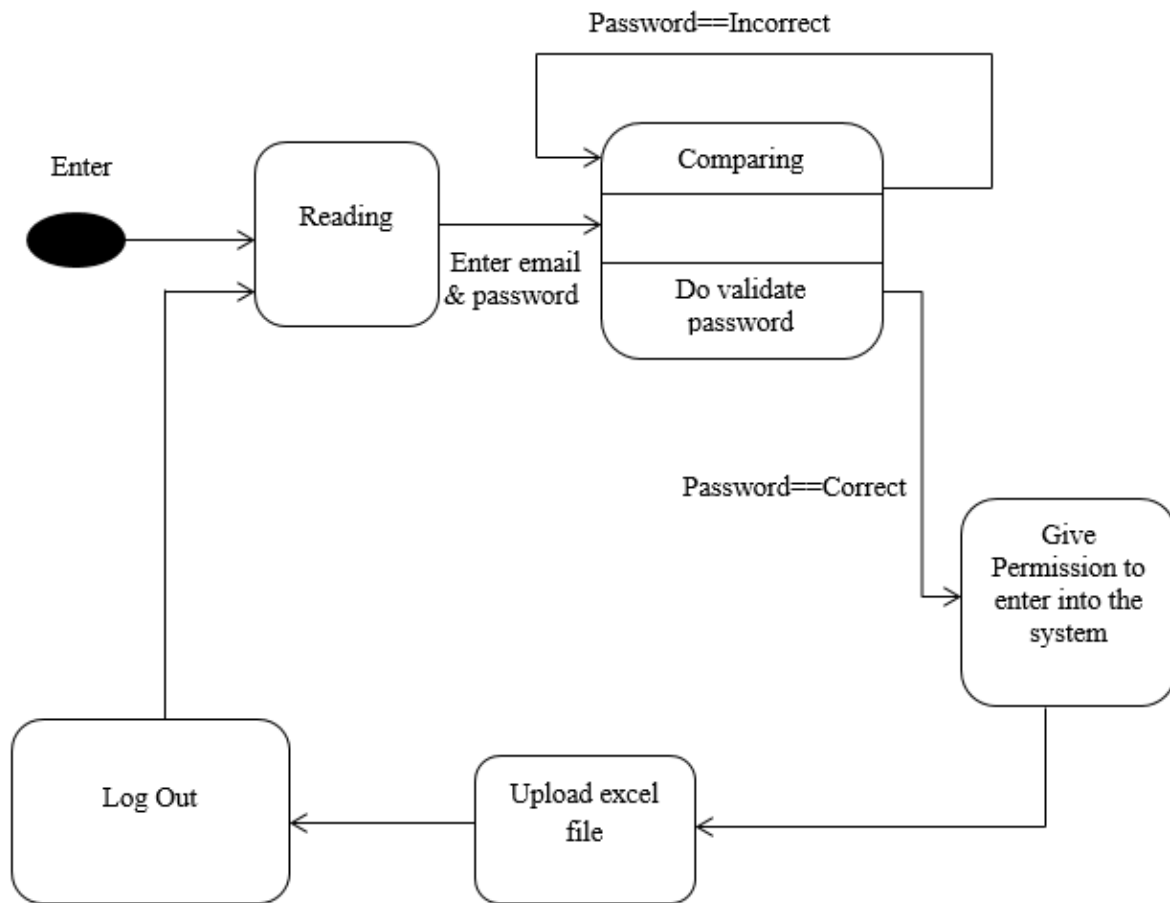 Password==Incorrect
Enter
Comparing
Reading
Enter email
& password
Do validate
password
Password==Correct
Give
Permission to
enter into the
system
Upload excel
file
Log Out